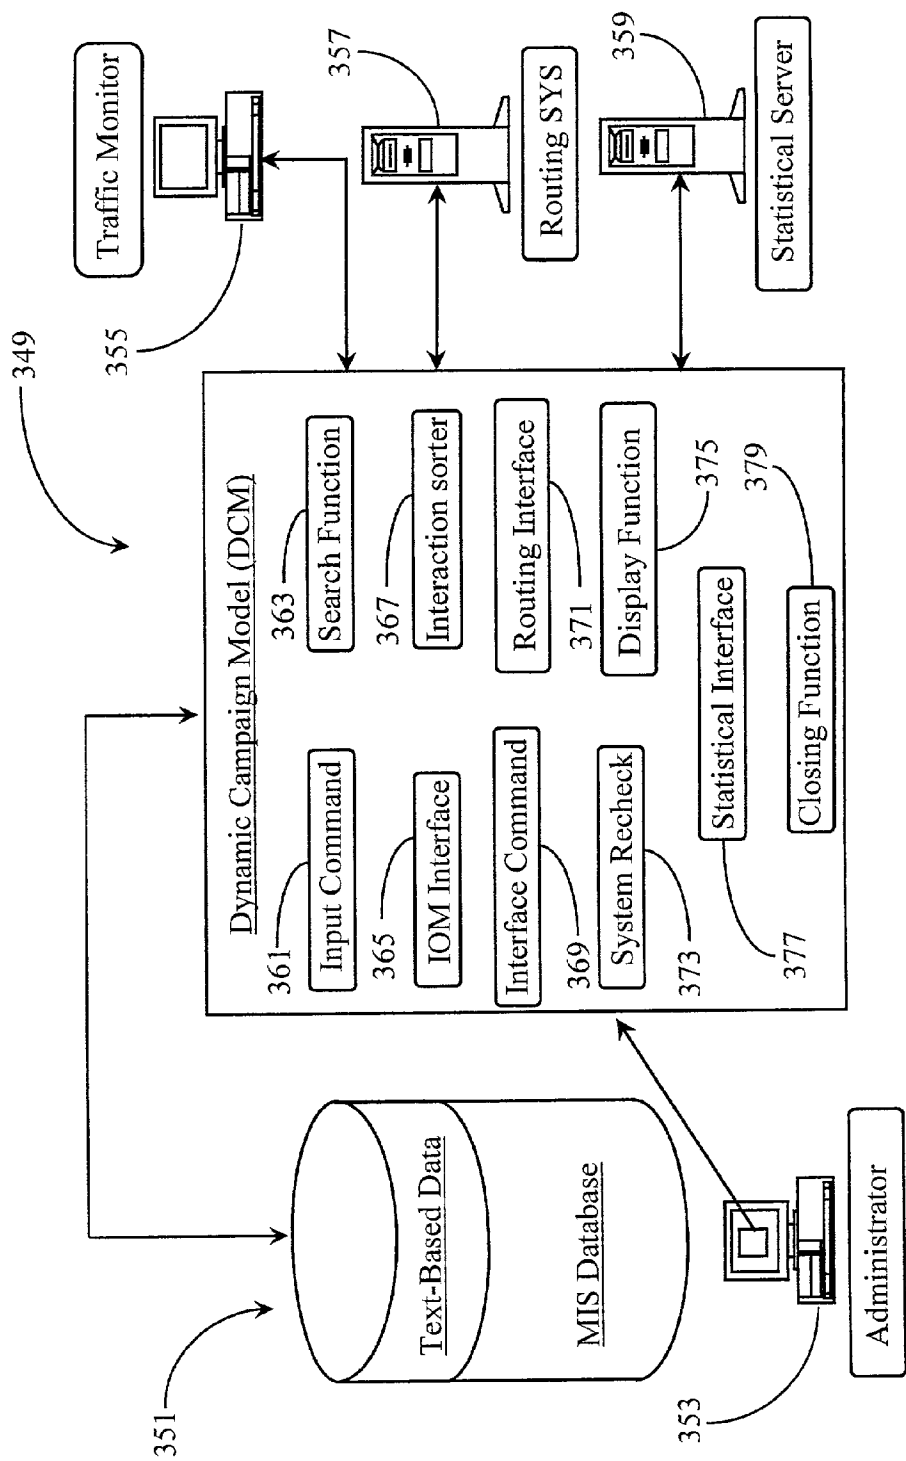 349
351
Text-Based Data
MIS Database
353
Administrator
Dynamic Campaign Model (DCM)
361
Input Command
363
Search Function
365
IOM Interface
367
Interaction sorter
Interface Command
369
Routing Interface
371
System Recheck
373
Display Function
375
Statistical Interface
377
Closing Function
379
Traffic Monitor
355
357
Routing SYS
359
Statistical Server